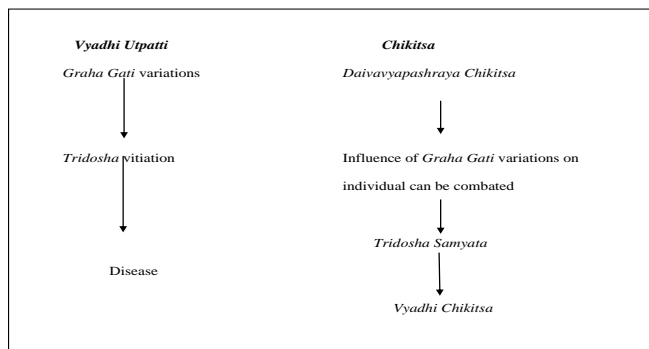 Vyadhi Utpatti
Graha Gati variations
Tridosha vitiation
Disease
Chikitsa
Daivavyapashraya Chikitsa
Influence of Graha Gati variations on
individual can be combated
Tridosha Samyata
Vyadhi Chikitsa